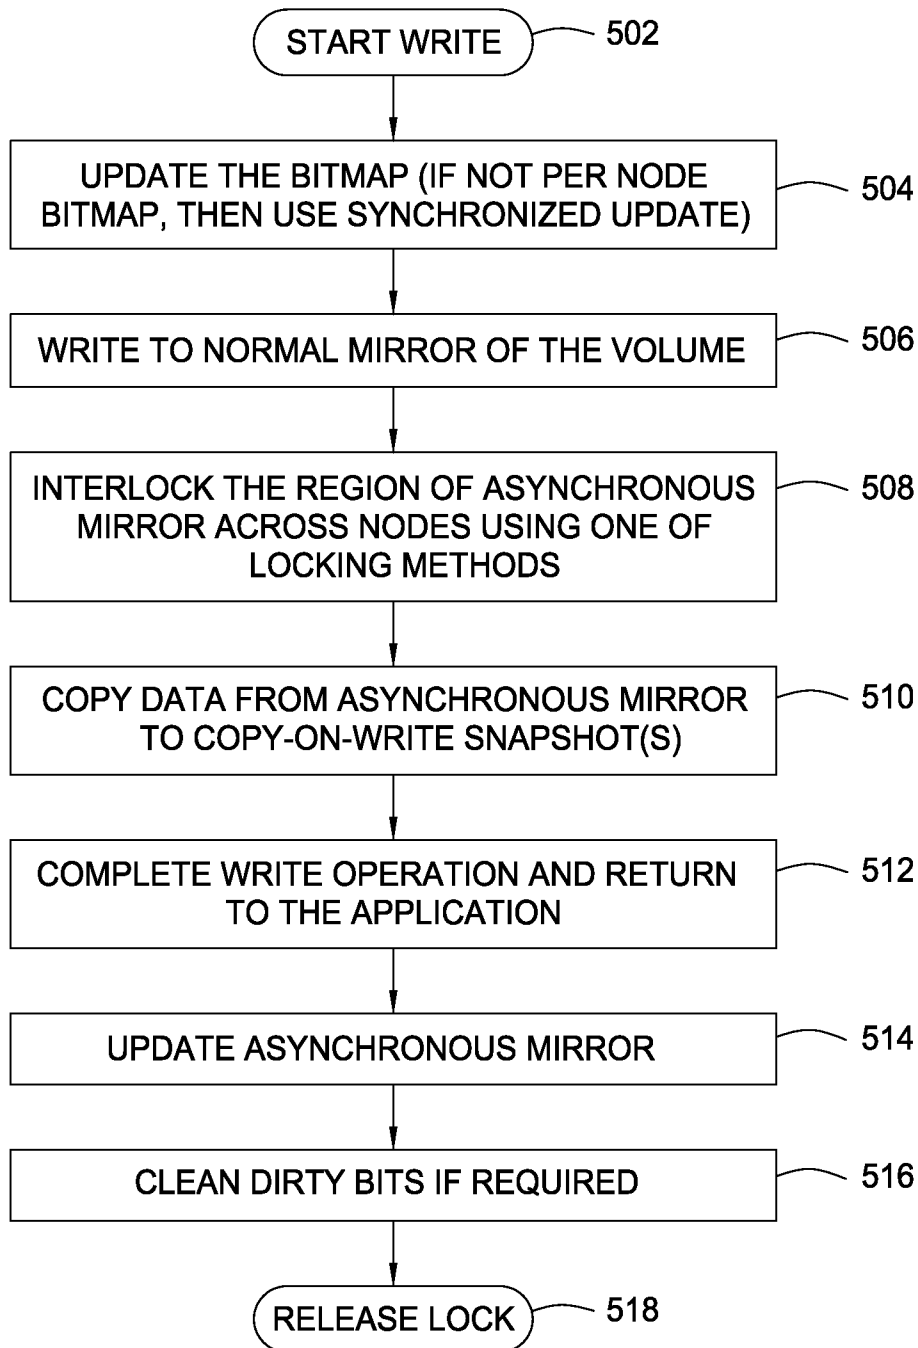 START WRITE
502
UPDATE THE BITMAP (IF NOT PER NODE
BITMAP, THEN USE SYNCHRONIZED UPDATE)
504
WRITE TO NORMAL MIRROR OF THE VOLUME
506
INTERLOCK THE REGION OF ASYNCHRONOUS
MIRROR ACROSS NODES USING ONE OF
LOCKING METHODS
508
COPY DATA FROM ASYNCHRONOUS MIRROR
TO COPY-ON-WRITE SNAPSHOT(S)
510
COMPLETE WRITE OPERATION AND RETURN
TO THE APPLICATION
512
UPDATE ASYNCHRONOUS MIRROR
514
CLEAN DIRTY BITS IF REQUIRED
516
RELEASE LOCK
518